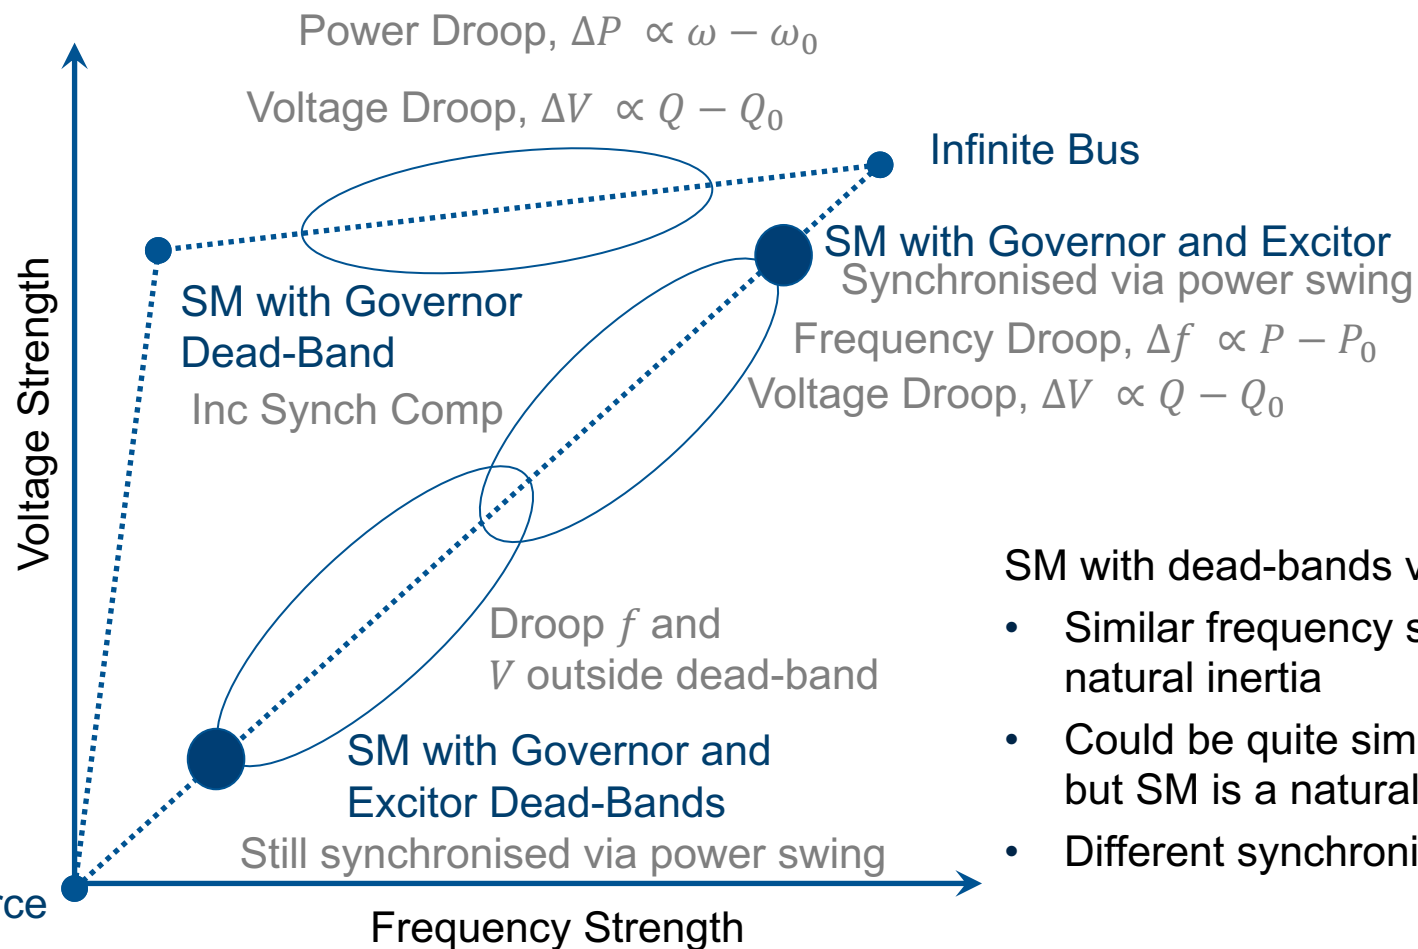 Power Droop, Δ𝑃 ∝ 𝜔 − 𝜔₀
Voltage Droop, Δ𝑉 ∝ 𝑄 − 𝑄₀
Infinite Bus
SM with Governor and Excitor
Synchronised via power swing
Frequency Droop, Δ𝑓 ∝ 𝑃 − 𝑃₀
Voltage Droop, Δ𝑉 ∝ 𝑄 − 𝑄₀
SM with Governor
Dead-Band
Inc Synch Comp
Voltage Strength
Droop 𝑓 and
𝑉 outside dead-band
SM with Governor and
Excitor Dead-Bands
Still synchronised via power swing
Frequency Strength
SM with dead-bands
• Similar frequency
natural inertia
• Could be quite
but SM is a natural
• Different